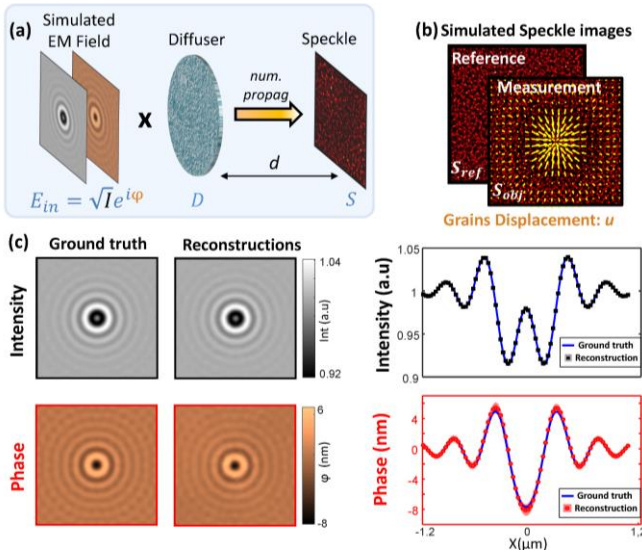 (a) Simulated EM Field
Diffuser
Speckle
x
num. propag
d
E_in = √I e^{iφ}
D
S
(b) Simulated Speckle images
Reference
Measurement
S_ref
S_obj
Grains Displacement: u
(c)
Ground truth
Reconstructions
Intensity
1.04
Int (a.u)
0.92
Phase
6
φ (nm)
-8
Intensity (a.u)
1.05
1
0.95
0.9
Ground truth
Reconstruction
Phase (nm)
4
0
-4
-8
Ground truth
Reconstruction
-1.2
0
1.2
X(μm)